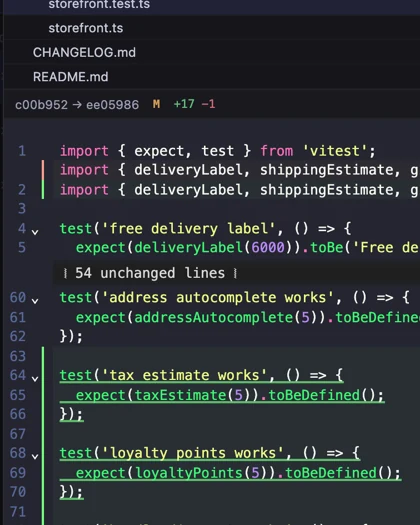 storefront.test.ts
storefront.ts
CHANGELOG.md
README.md
c00b952 → ee05986 M +17 −1
1 import { expect, test } from 'vitest';
import { deliveryLabel, shippingEstimate, g
2 import { deliveryLabel, shippingEstimate, g
3
4 test('free delivery label', () => {
5 expect(deliveryLabel(6000)).toBe('Free de
54 unchanged lines
60 test('address autocomplete works', () => {
61 expect(addressAutocomplete(5)).toBeDefine
62 });
63
64 test('tax estimate works', () => {
65 expect(taxEstimate(5)).toBeDefined();
66 });
67
68 test('loyalty points works', () => {
69 expect(loyaltyPoints(5)).toBeDefined();
70 });
71